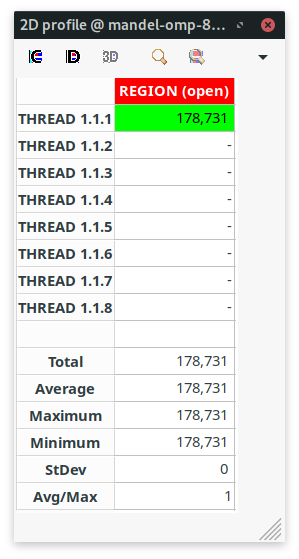 2D profile @ mandel-omp-8...
3D
REGION (open)
THREAD 1.1.1 178,731
THREAD 1.1.2 -
THREAD 1.1.3 -
THREAD 1.1.4 -
THREAD 1.1.5 -
THREAD 1.1.6 -
THREAD 1.1.7 -
THREAD 1.1.8 -
Total 178,731
Average 178,731
Maximum 178,731
Minimum 178,731
StDev 0
Avg/Max 1